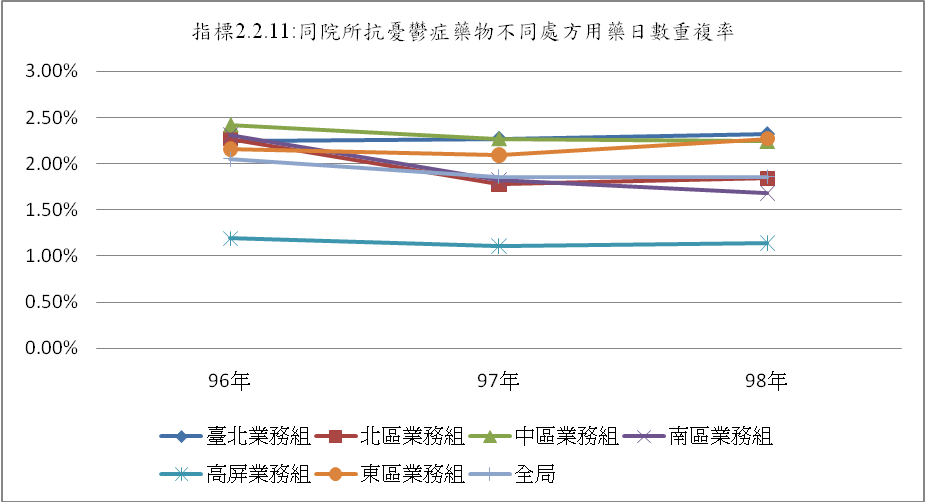 指標2.2.11:同院所抗憂鬱症藥物不同處方用藥日數重複率
3.00%
2.50%
2.00%
1.50%
1.00%
0.50%
0.00%
96年 97年 98年
臺北業務組 北區業務組 中區業務組 南區業務組
高屏業務組 東區業務組 全局